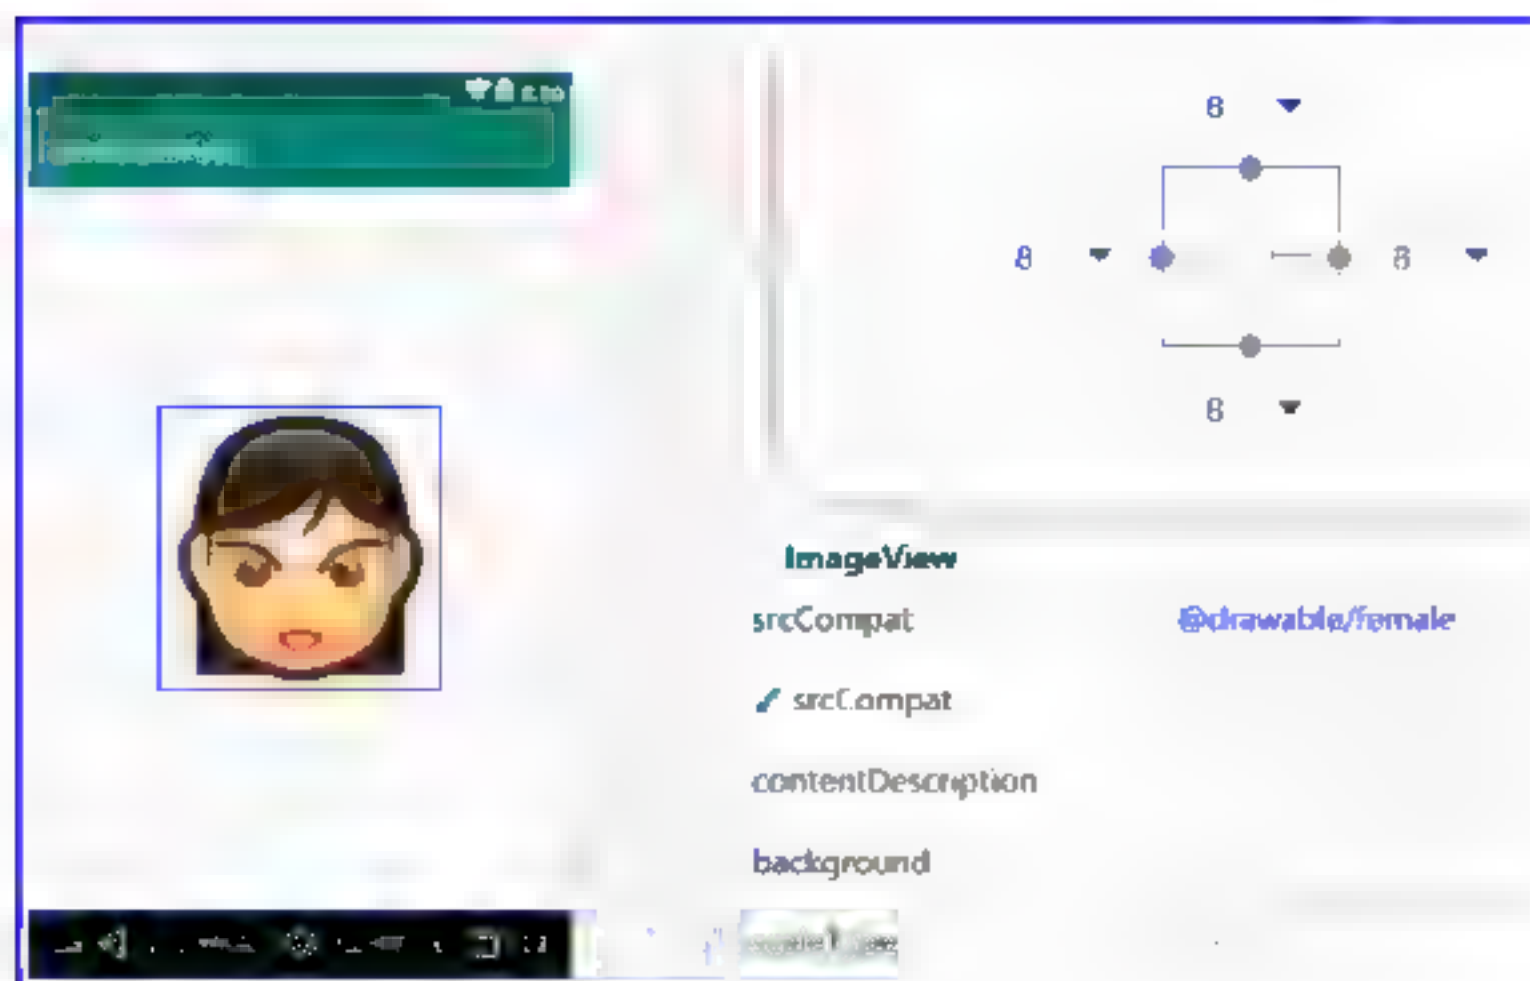 8
8 8
8
ImageView
srcCompat @drawable/female
srcCompat
contentDescription
background